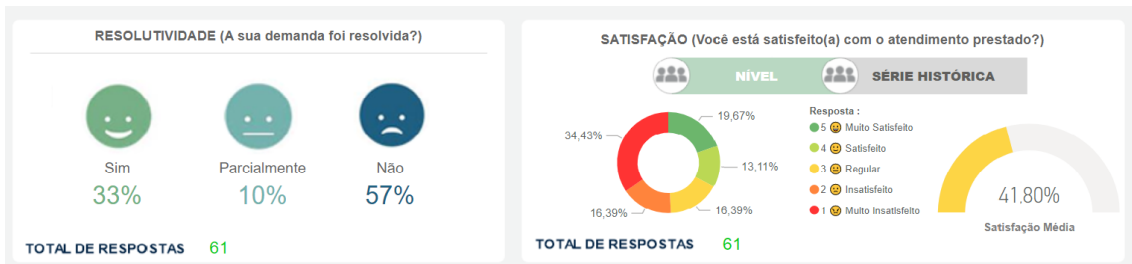 RESOLUTIVIDADE (A sua demanda foi resolvida?)
Sim
Parcialmente
Não
33%
10%
57%
TOTAL DE RESPOSTAS 61
SATISFAÇÃO (Você está satisfeito(a) com o atendimento prestado?)
NÍVEL
SÉRIE HISTÓRICA
19,67%
13,11%
16,39%
16,39%
34,43%
Resposta :
5 Muito Satisfeito
4 Satisfeito
3 Regular
2 Insatisfeito
1 Muito Insatisfeito
41.80%
Satisfação Média
TOTAL DE RESPOSTAS 61